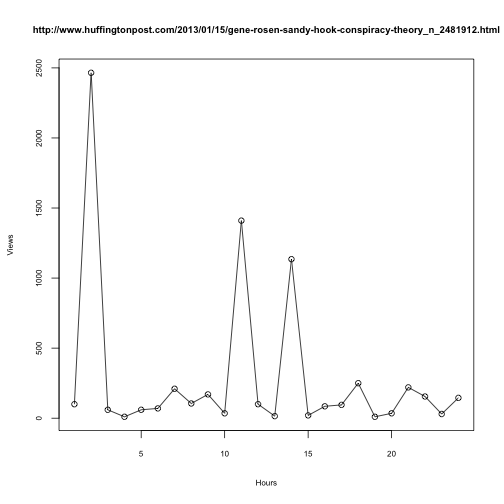 http://www.huffingtonpost.com/2013/01/15/gene-rosen-sandy-hook-conspiracy-theory_n_2481912.html
2500
2000
1500
1000
500
0
Views
5 10 15 20
Hours